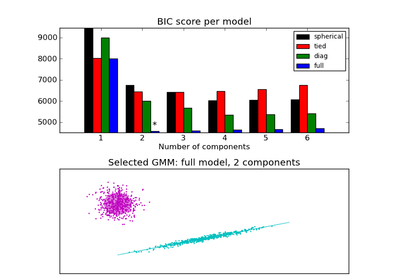 BIC score per model
9000
8000
7000
6000
5000
spherical
tied
diag
full
*
1 2 3 4 5 6
Number of components
Selected GMM: full model, 2 components